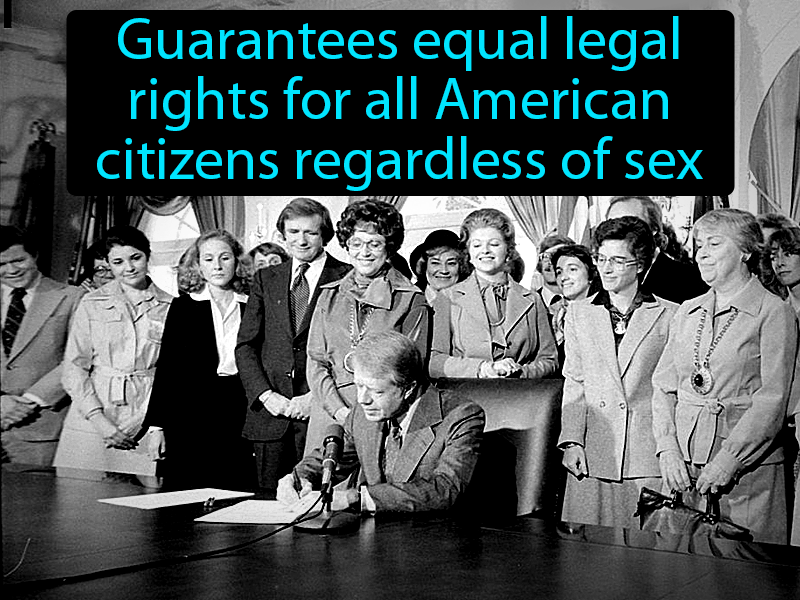 Guarantees equal legal
rights for all American
citizens regardless of sex